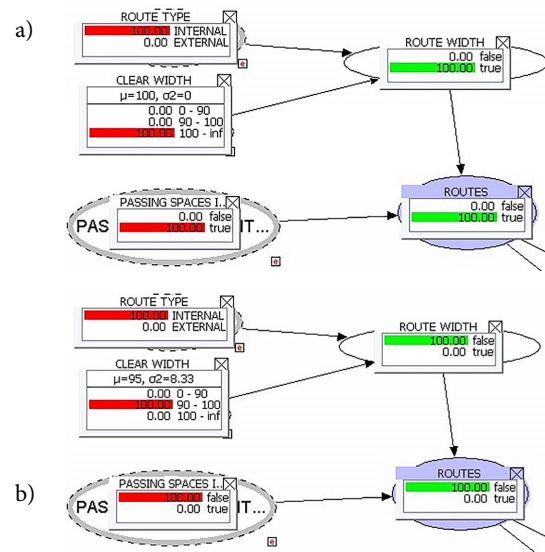 a)
ROUTE TYPE
100.00 INTERNAL
0.00 EXTERNAL
e
ROUTE WIDTH
0.00 false
100.00 true
CLEAR WIDTH
μ=100, σ2=0
0.00 0 - 90
0.00 90 - 100
100.00 100 - inf
PASSING SPACES I...
0.00 false
100.00 true
PAS IT...
e
ROUTES
0.00 false
100.00 true
b)
ROUTE TYPE
100.00 INTERNAL
0.00 EXTERNAL
e
ROUTE WIDTH
100.00 false
0.00 true
CLEAR WIDTH
μ=95, σ2=8.33
0.00 0 - 90
100.00 90 - 100
0.00 100 - inf
PASSING SPACES I...
100.00 false
0.00 true
PAS IT...
e
ROUTES
100.00 false
0.00 true